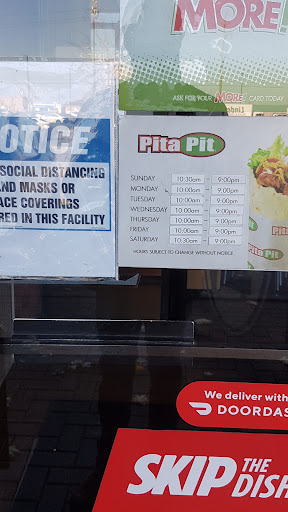 MORE
ASK FOR YOUR MORE CARD TODAY
OTICE
SOCIAL DISTANCING
ND MASKS OR
ACE COVERINGS
RED IN THIS FACILITY
Pita Pit
SUNDAY 10:30am - 9:00pm
MONDAY 10:00am - 9:00pm
TUESDAY 10:00am - 9:00pm
WEDNESDAY 10:00am - 9:00pm
THURSDAY 10:00am - 9:00pm
FRIDAY 10:00am - 9:00pm
SATURDAY 10:30am - 9:00pm
HOURS SUBJECT TO CHANGE WITHOUT NOTICE
We deliver with
DOORDAS
SKIP THE
DISH